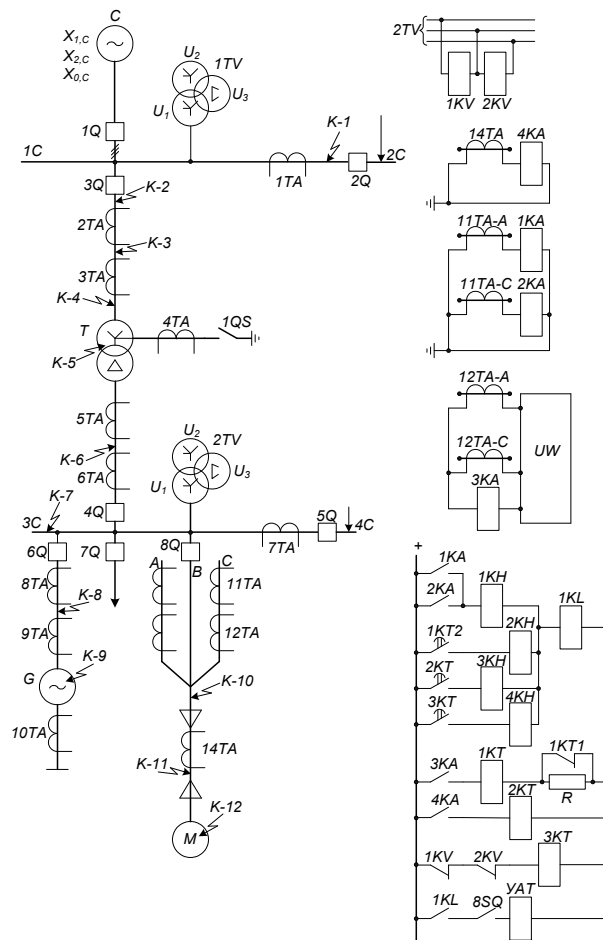 C
X1,C
X2,C
X0,C
U2
1TV
U3
U1
1Q
K-1
1C
2C
1TA
2Q
3Q
K-2
2TA
K-3
3TA
K-4
T
4TA
1QS
K-5
5TA
K-6
6TA
U2
2TV
U3
U1
4Q
K-7
5Q
3C
4C
7TA
6Q
7Q
8Q
A
B
C
8TA
11TA
K-8
9TA
12TA
G
K-9
K-10
10TA
14TA
K-11
K-12
M
2TV
1KV
2KV
14TA
4KA
11TA-A
1KA
11TA-C
2KA
12TA-A
12TA-C
3KA
UW
+
1KA
1KH
1KL
2KA
2KH
1KT2
2KT
3KH
3KT
4KH
3KA
1KT
1KT1
R
4KA
2KT
3KT
1KV
2KV
1KL
8SQ
УАТ